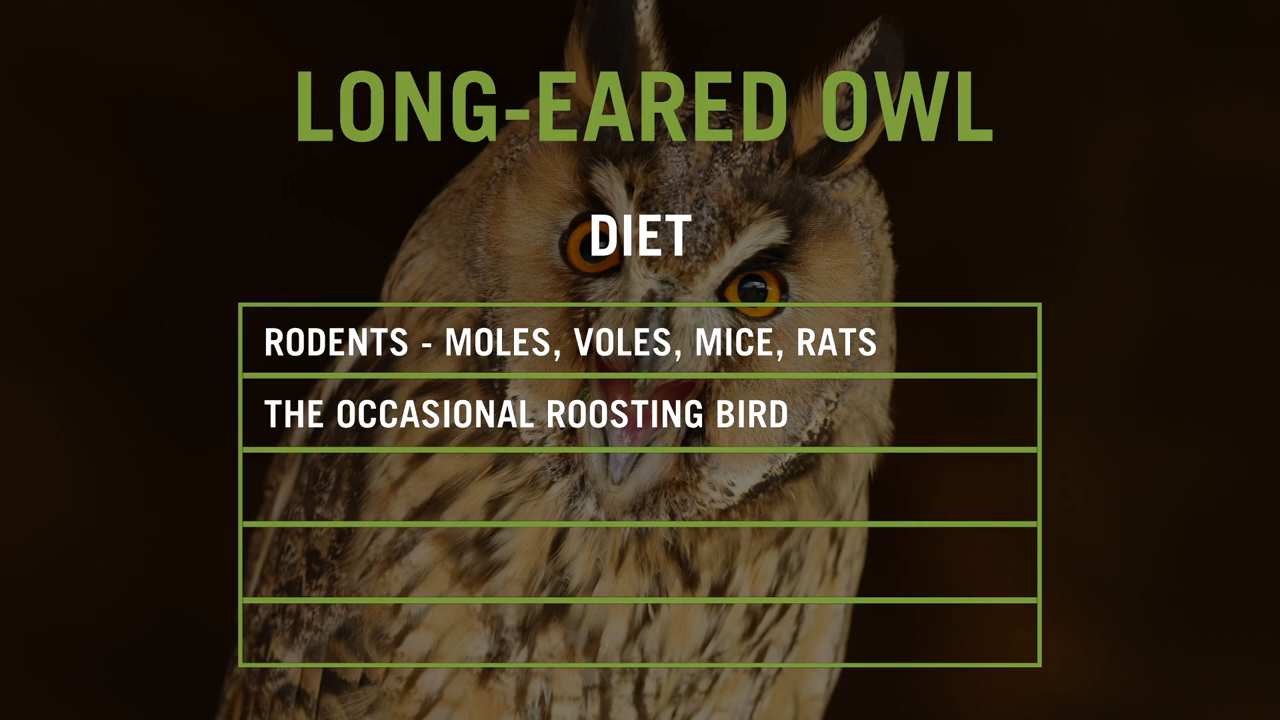 LONG-EARED OWL
DIET
RODENTS - MOLES, VOLES, MICE, RATS
THE OCCASIONAL ROOSTING BIRD